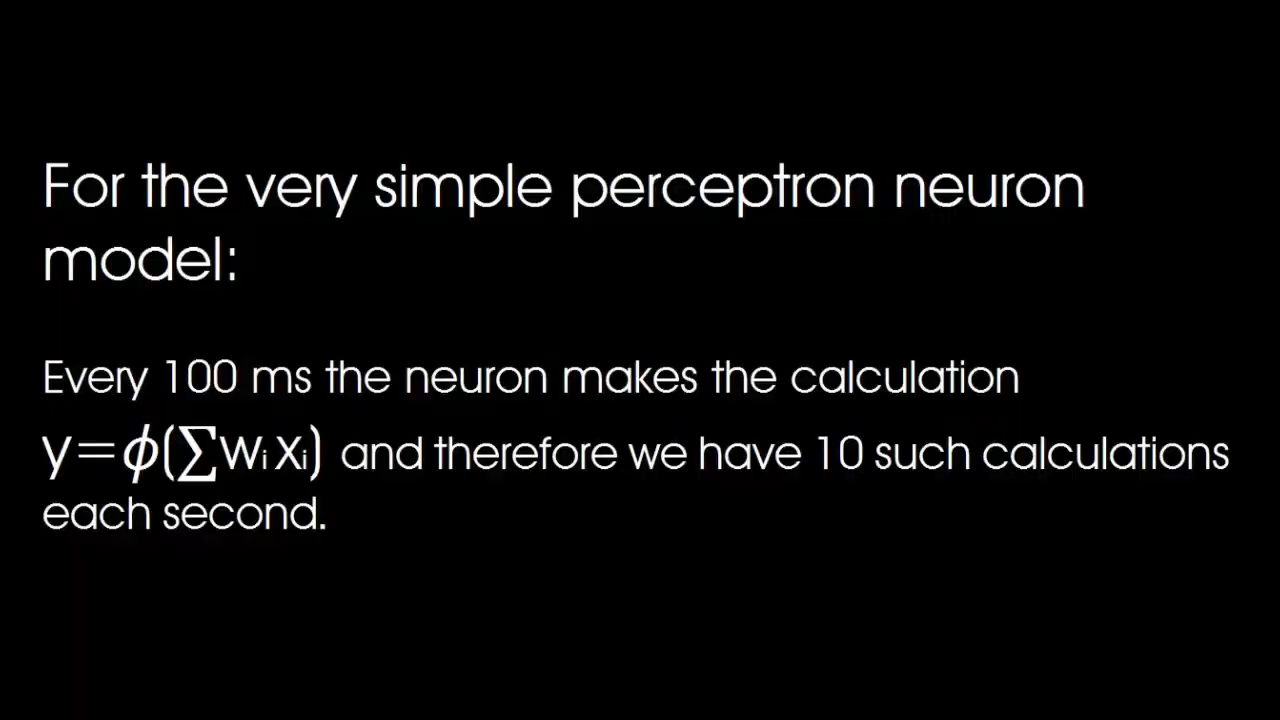 For the very simple perceptron neuron
model:
Every 100 ms the neuron makes the calculation
y=ϕ(∑wᵢxᵢ) and therefore we have 10 such calculations
each second.